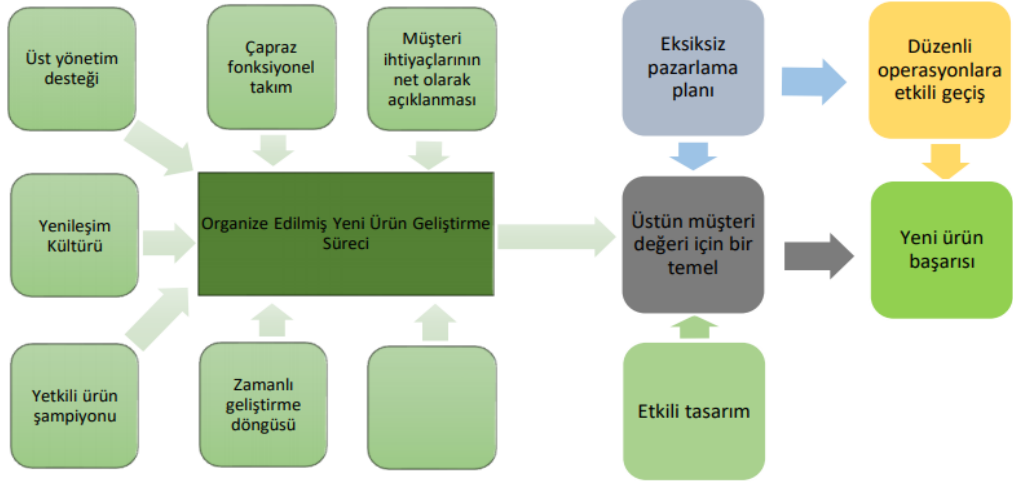 Üst yönetim
desteği
Çapraz
fonksiyonel
takım
Müşteri
ihtiyaçlarının
net olarak
açıklanması
Eksiksiz
pazarlama
planı
Düzenli
operasyonlara
etkili geçiş
Yenileşim
Kültürü
Organize Edilmiş Yeni Ürün Geliştirme
Süreci
Üstün müşteri
değeri için bir
temel
Yeni ürün
başarısı
Yetkili ürün
şampiyonu
Zamanlı
geliştirme
döngüsü
Etkili tasarım